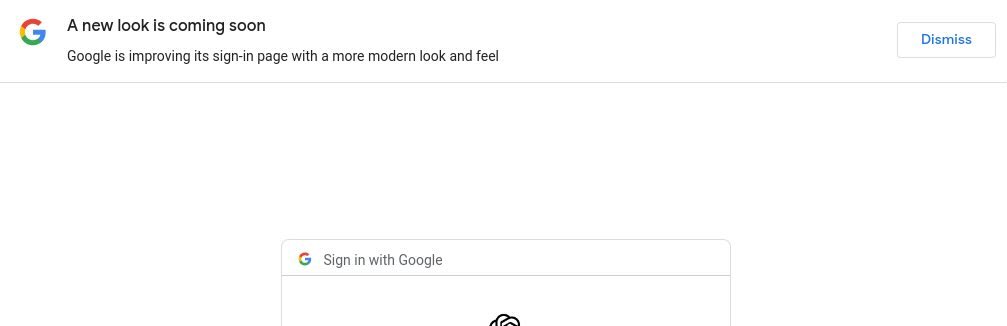 A new look is coming soon
Google is improving its sign-in page with a more modern look and feel
Dismiss
Sign in with Google